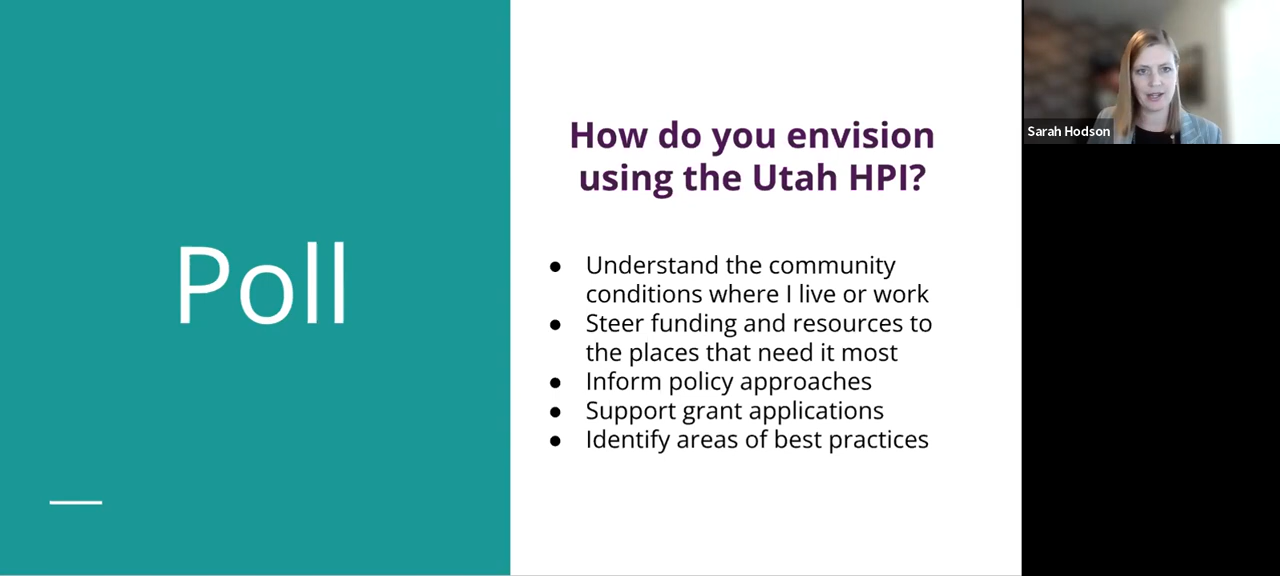 Poll
How do you envision
using the Utah HPI?
● Understand the community
conditions where I live or work
● Steer funding and resources to
the places that need it most
● Inform policy approaches
● Support grant applications
● Identify areas of best practices
Sarah Hodson